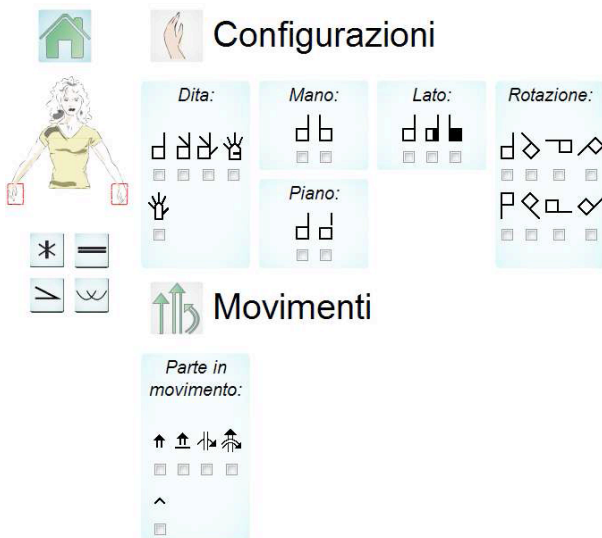 Configurazioni
Dita:
Mano:
Lato:
Rotazione:
Piano:
Movimenti
Parte in
movimento: